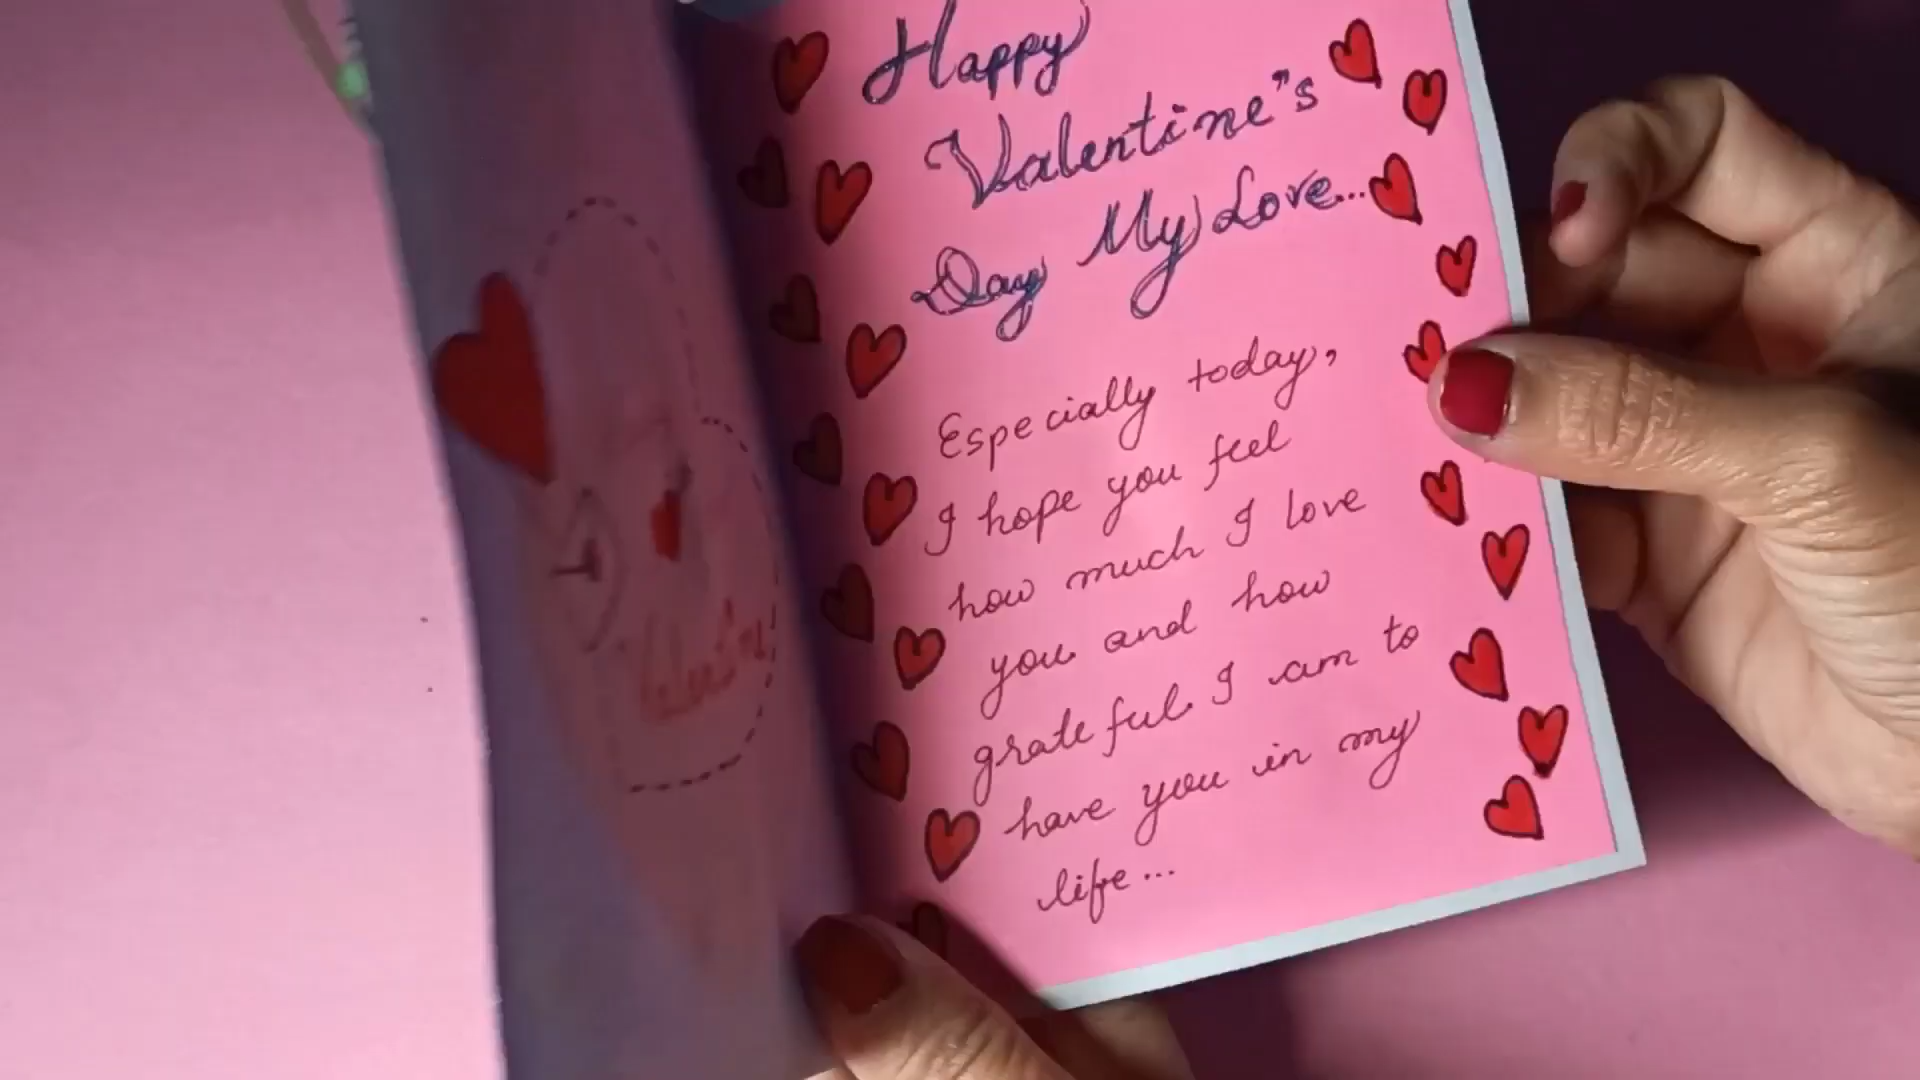 Happy
Valentine"s
Day My Love...
Especially today,
I hope you feel
how much I love
you and how
grateful I am to
have you in my
life...